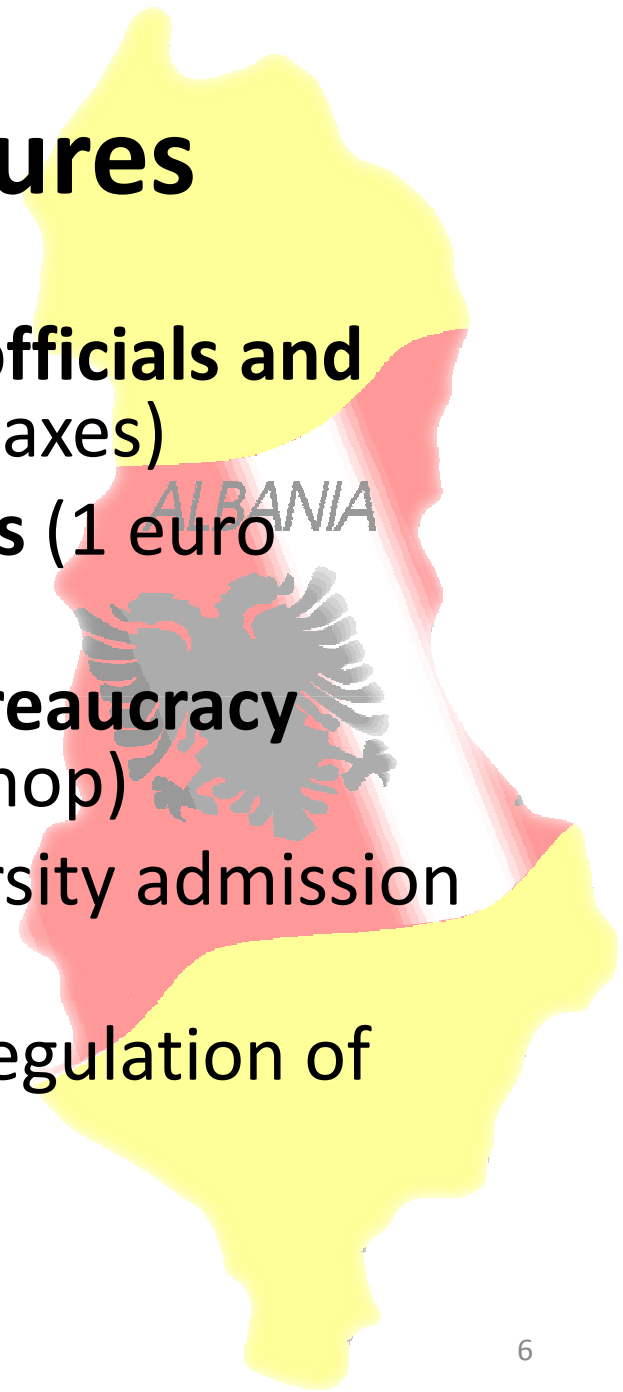 ures
officials and
axes)
ALBANIA
s (1 euro
reaucracy
hop)
rsity admission
egulation of
6